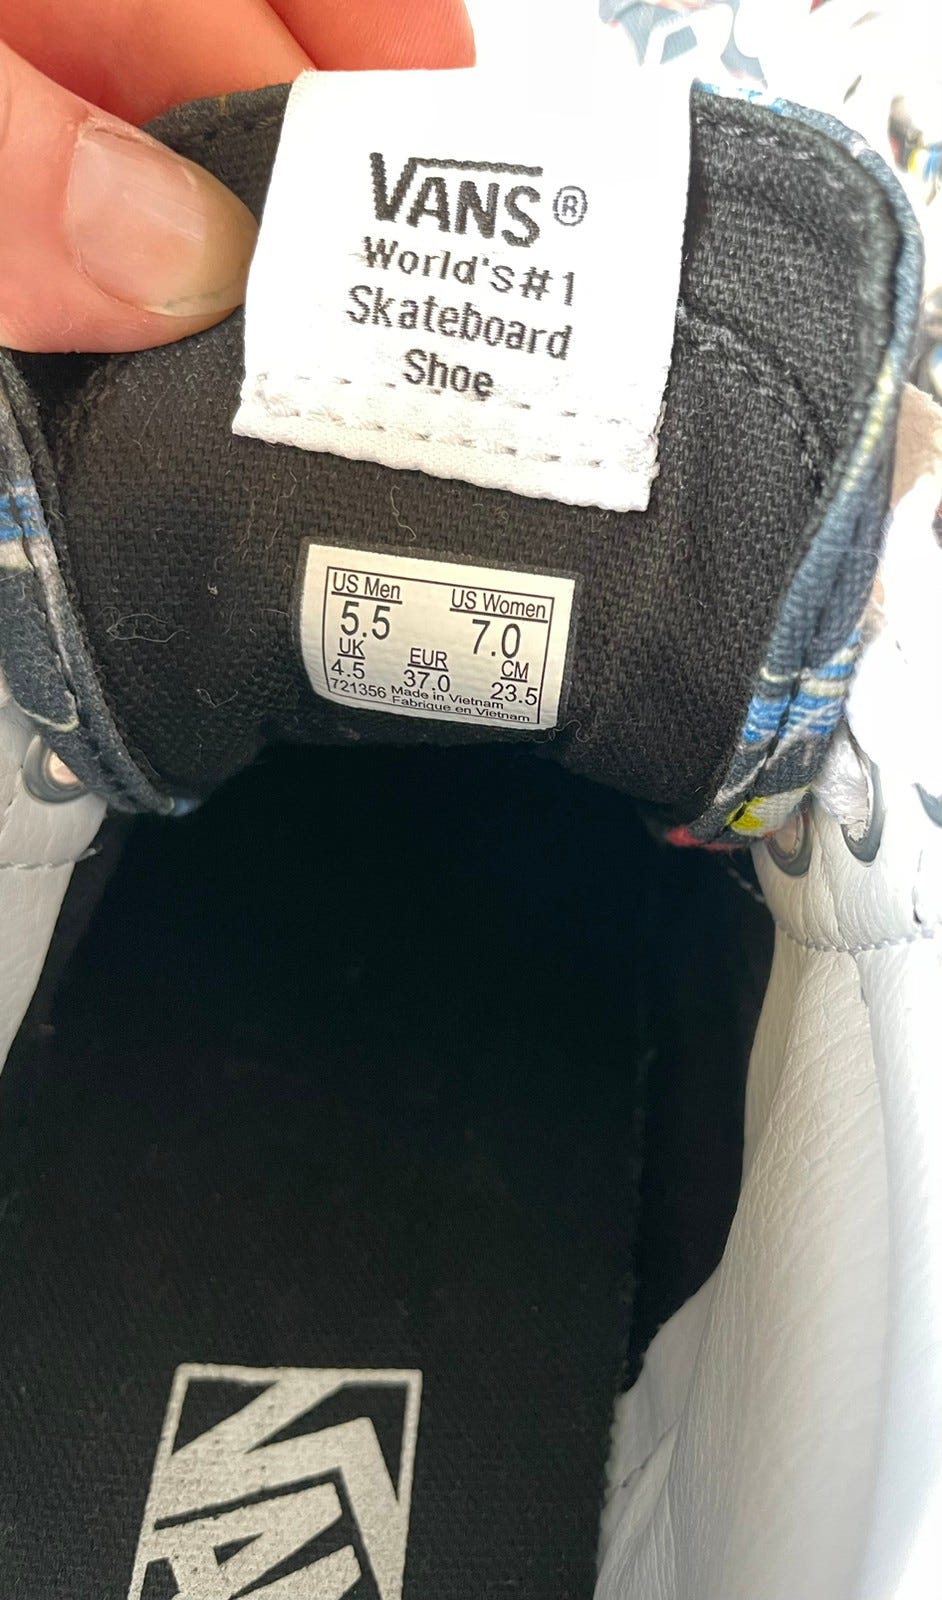 VANS®
World's #1
Skateboard
Shoe
US Men US Women
5.5 7.0
UK EUR CM
4.5 37.0 23.5
721356 Made in Vietnam
Fabrique en Vietnam
VA